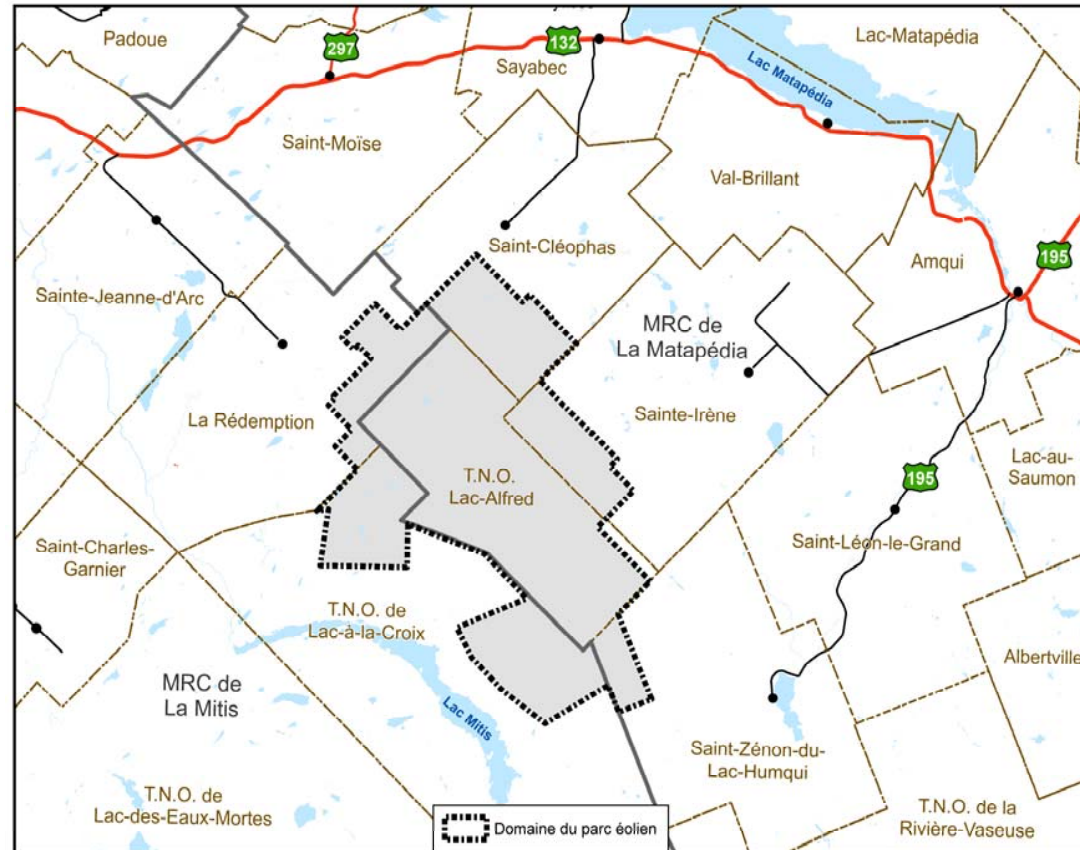 Padoue
297
132
Sayabec
Lac-Matapédia
Lac Matapédia
Saint-Moïse
Val-Brillant
Saint-Cléophas
Amqui
195
Sainte-Jeanne-d'Arc
MRC de
La Matapédia
La Rédemption
Sainte-Irène
T.N.O.
Lac-Alfred
Lac-au-
Saumon
195
Saint-Charles-
Garnier
Saint-Léon-le-Grand
T.N.O. de
Lac-à-la-Croix
Albertville
MRC de
La Mitis
Lac Mitis
Saint-Zénon-du-
Lac-Humqui
T.N.O. de
Lac-des-Eaux-Mortes
T.N.O. de la
Rivière-Vaseuse
Domaine du parc éolien